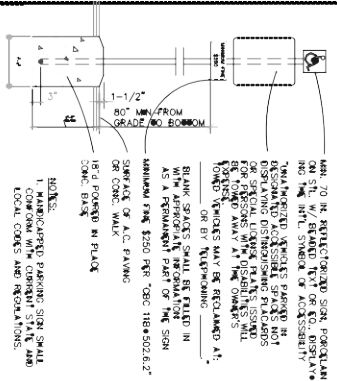 MIN 70 IN. REFLECTORIZED SIGN. PORCELAIN
ON STL. W/ BEADED TEXT OR EQ., DISPLAY-
ING THE INT'L. SYMBOL OF ACCESSIBILITY
"UNAUTHORIZED VEHICLES PARKED IN
DESIGNATED ACCESSIBLE SPACES NOT
DISPLAYING DISTINGUISHING PLACARDS
OR SPECIAL LICENSE PLATES ISSUED
FOR PERSONS WITH DISABILITIES WILL
BE TOWED AWAY AT THE OWNER'S
EXPENSE.
TOWED VEHICLES MAY BE RECLAIMED AT:
OR BY TELEPHONING
BLANK SPACES SHALL BE FILLED IN
WITH APPROPRIATE INFORMATION
AS A PERMANENT PART OF THE SIGN
MINIMUM FINE $250 PER "CBC 11B-502.6.2"
SURFACE OF A.C. PAVING
OR CONC. WALK
18"d POURED IN PLACE
CONC. BASE
NOTES:
1. HANDICAPPED PARKING SIGN SHALL
CONFORM WITH CURRENT STATE AND
LOCAL CODES AND REGULATIONS.
MINIMUM FINE
$250
80" MIN FROM
GRADE TO BOTTOM
1-1/2"
3"